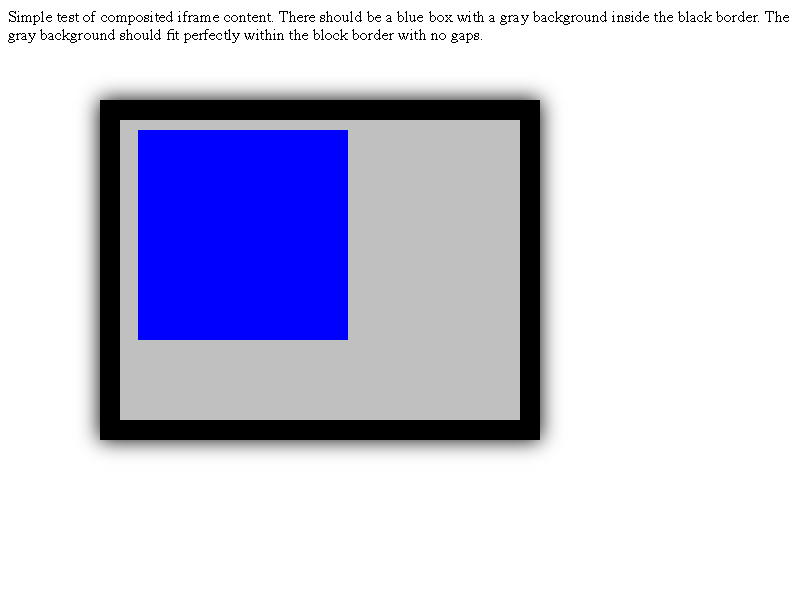 Simple test of composited iframe content. There should be a blue box with a gray background inside the black border. The
gray background should fit perfectly within the block border with no gaps.